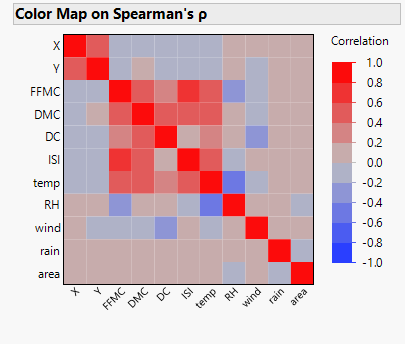 Color Map on Spearman's ρ
Correlation
X
Y
FFMC
DMC
DC
ISI
temp
RH
wind
rain
area
X
Y
FFMC
DMC
DC
ISI
temp
RH
wind
rain
area
1.0
0.8
0.6
0.4
0.2
0.0
-0.2
-0.4
-0.6
-0.8
-1.0